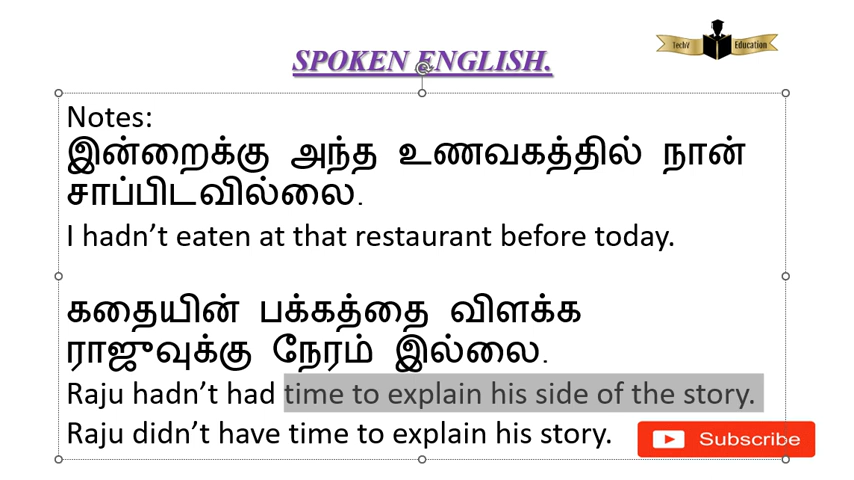 SPOKEN ENGLISH.
TechY Education
Notes:
இன்றைக்கு அந்த உணவகத்தில் நான்
சாப்பிடவில்லை.
I hadn't eaten at that restaurant before today.
கதையின் பக்கத்தை விளக்க
ராஜுவுக்கு நேரம் இல்லை.
Raju hadn't had time to explain his side of the story.
Raju didn't have time to explain his story.
Subscribe